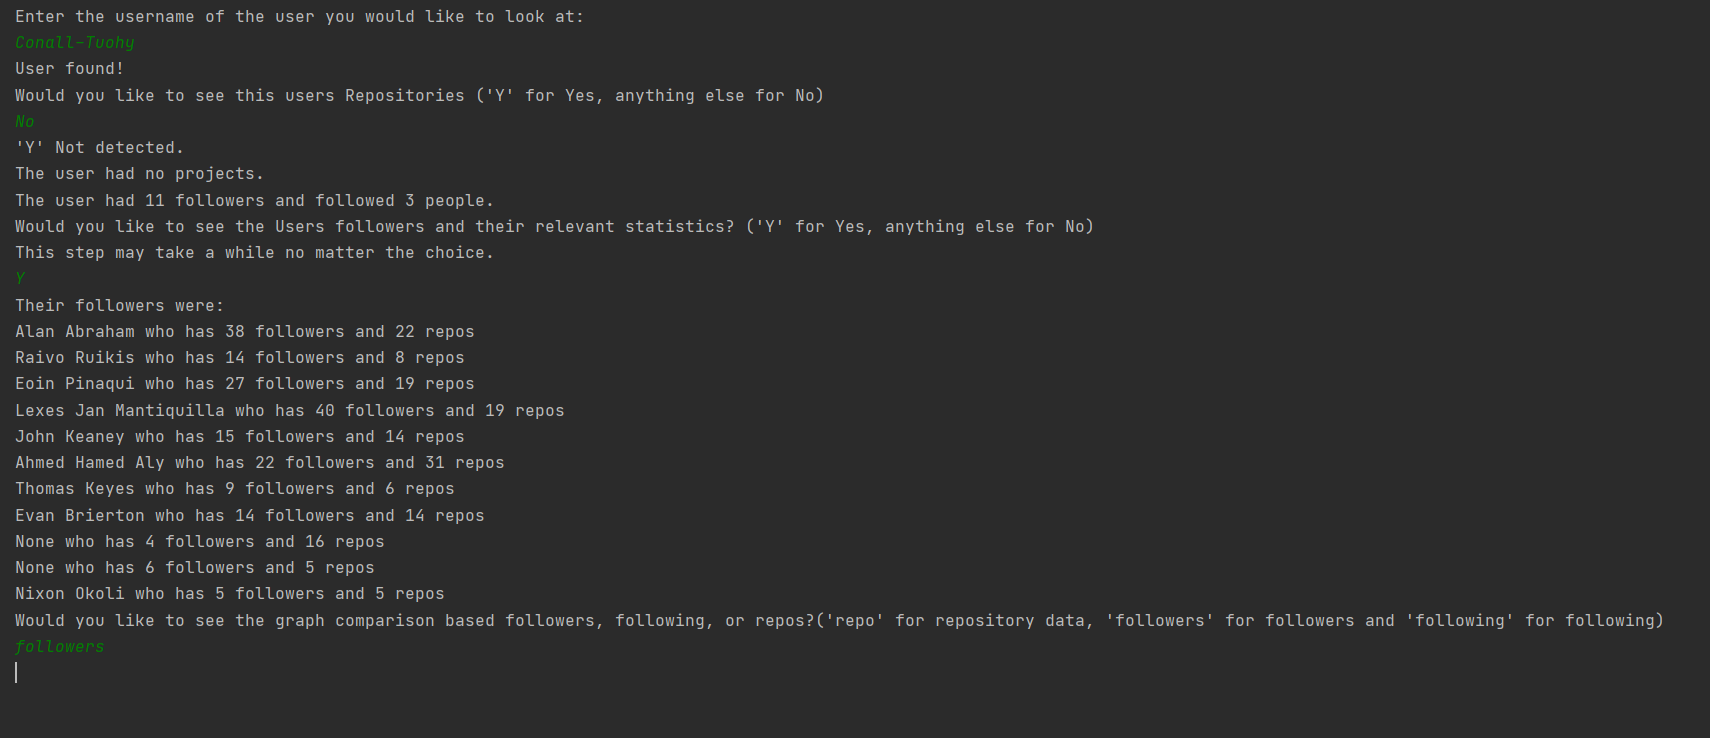 Enter the username of the user you would like to look at:
Conall-Tuohy
User found!
Would you like to see this users Repositories ('Y' for Yes, anything else for No)
No
'Y' Not detected.
The user had no projects.
The user had 11 followers and followed 3 people.
Would you like to see the Users followers and their relevant statistics? ('Y' for Yes, anything else for No)
This step may take a while no matter the choice.
Y
Their followers were:
Alan Abraham who has 38 followers and 22 repos
Raivo Ruikis who has 14 followers and 8 repos
Eoin Pinaqui who has 27 followers and 19 repos
Lexes Jan Mantiquilla who has 40 followers and 19 repos
John Keaney who has 15 followers and 14 repos
Ahmed Hamed Aly who has 22 followers and 31 repos
Thomas Keyes who has 9 followers and 6 repos
Evan Brierton who has 14 followers and 14 repos
None who has 4 followers and 16 repos
None who has 6 followers and 5 repos
Nixon Okoli who has 5 followers and 5 repos
Would you like to see the graph comparison based followers, following, or repos?('repo' for repository data, 'followers' for followers and 'following' for following)
followers